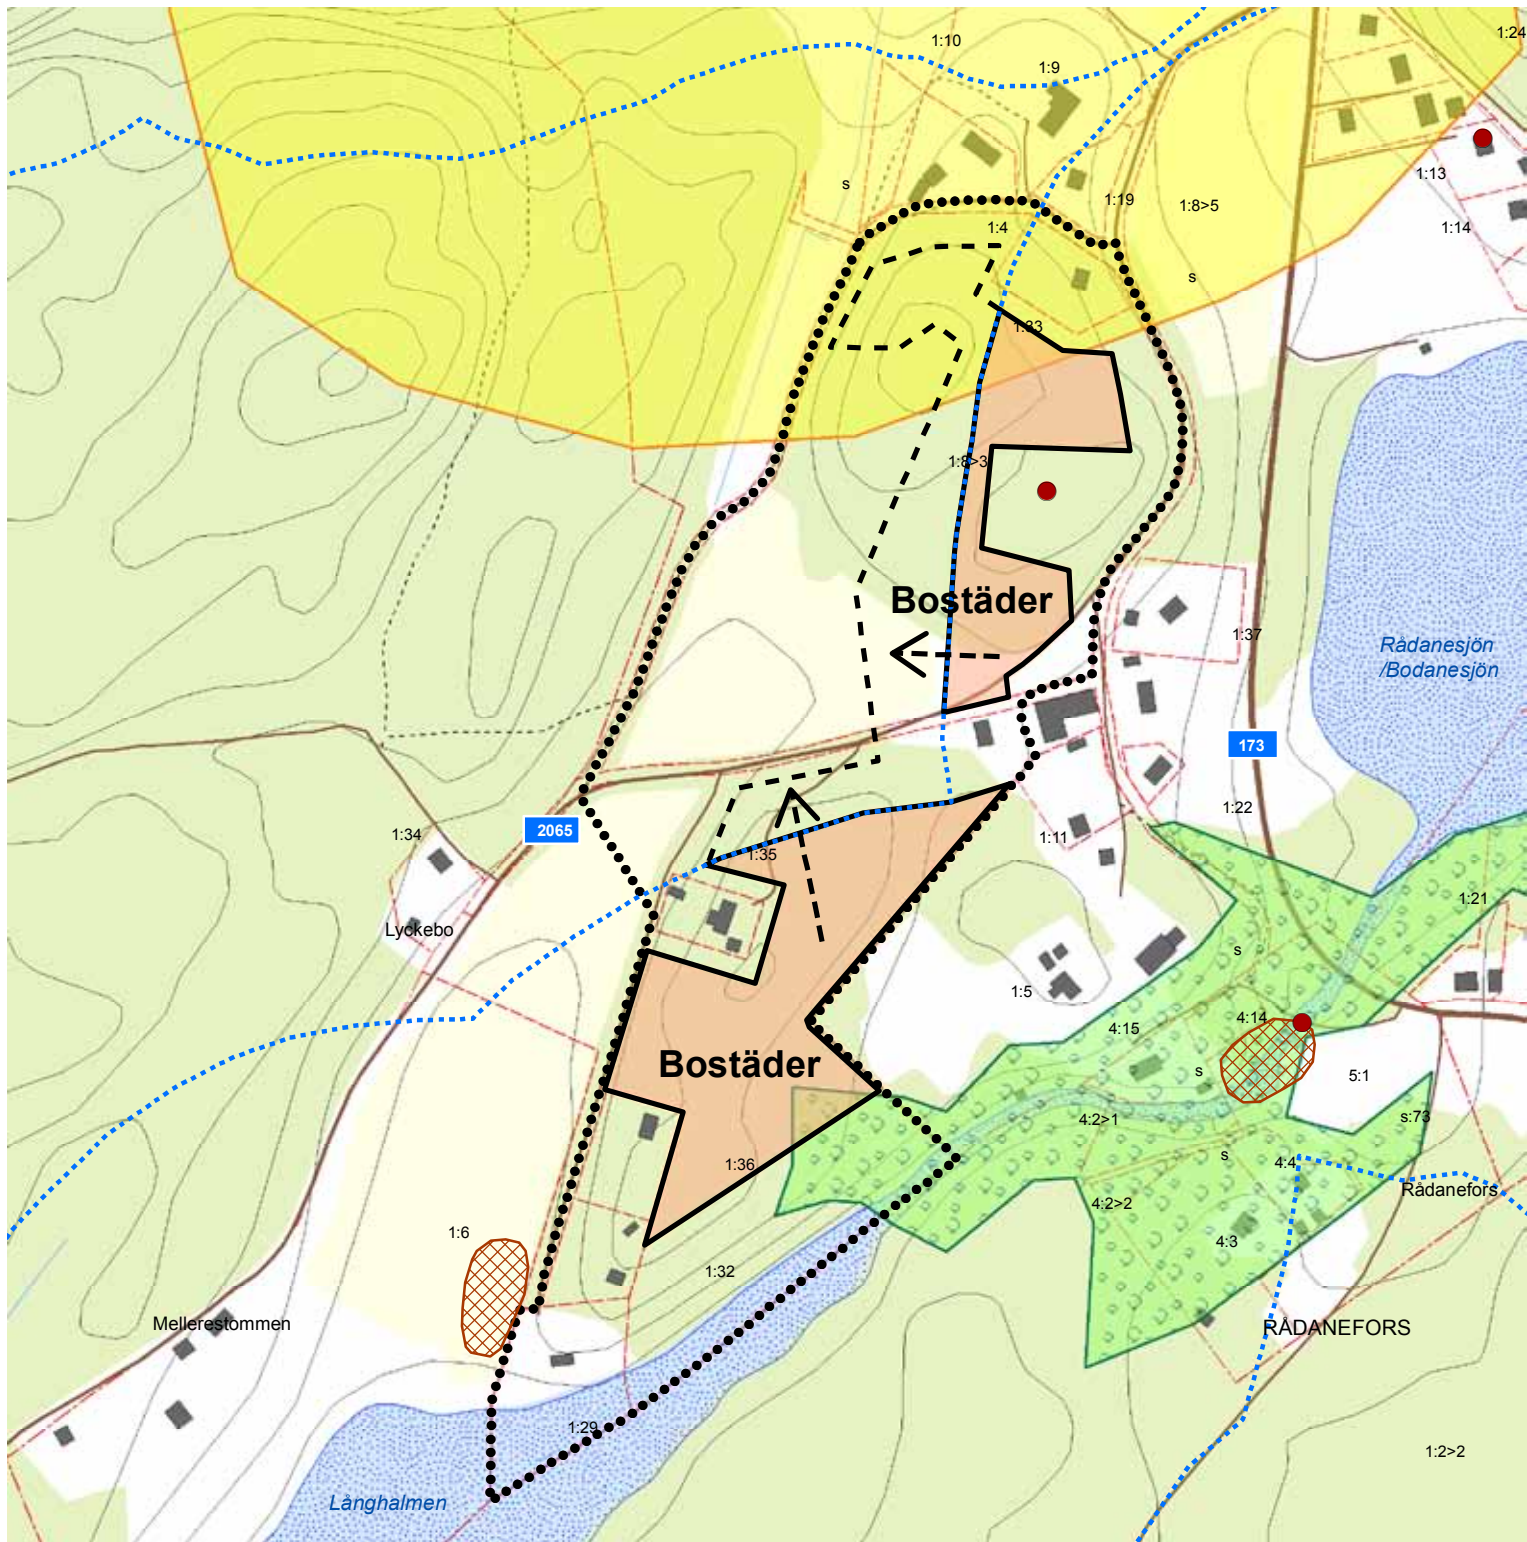 1:10
1:24
1:9
1:13
s
1:19
1:8>5
1:14
1:4
s
1:33
1:8>3
Bostäder
1:37
Rådanesjön
/Bodanesjön
173
1:22
2065
1:34
1:11
1:35
1:21
Lyckebo
s
1:5
4:14
4:15
Bostäder
s
5:1
4:2>1
s:73
s
1:36
4:4
Rådanefors
4:2>2
1:6
4:3
1:32
Mellerestommen
RÅDANEFORS
1:29
1:2>2
Långhalmen